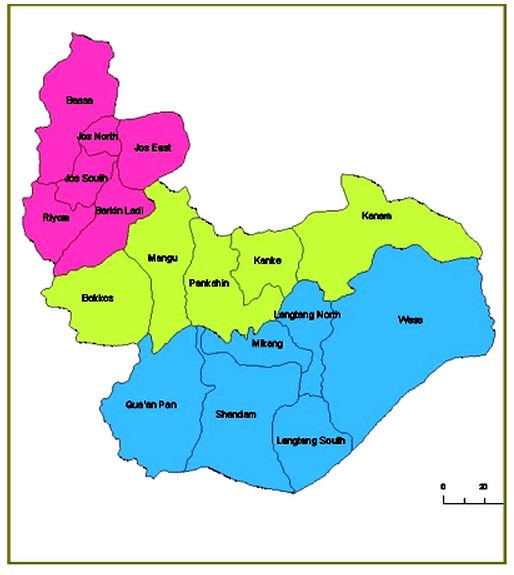 Bassa
Jos North
Jos East
Jos South
Riyom
Barkin Ladi
Kanam
Mangu
Kanke
Pankshin
Bokkos
Langtang North
Wase
Mikang
Qua'an Pan
Shendam
Langtang South
0 20